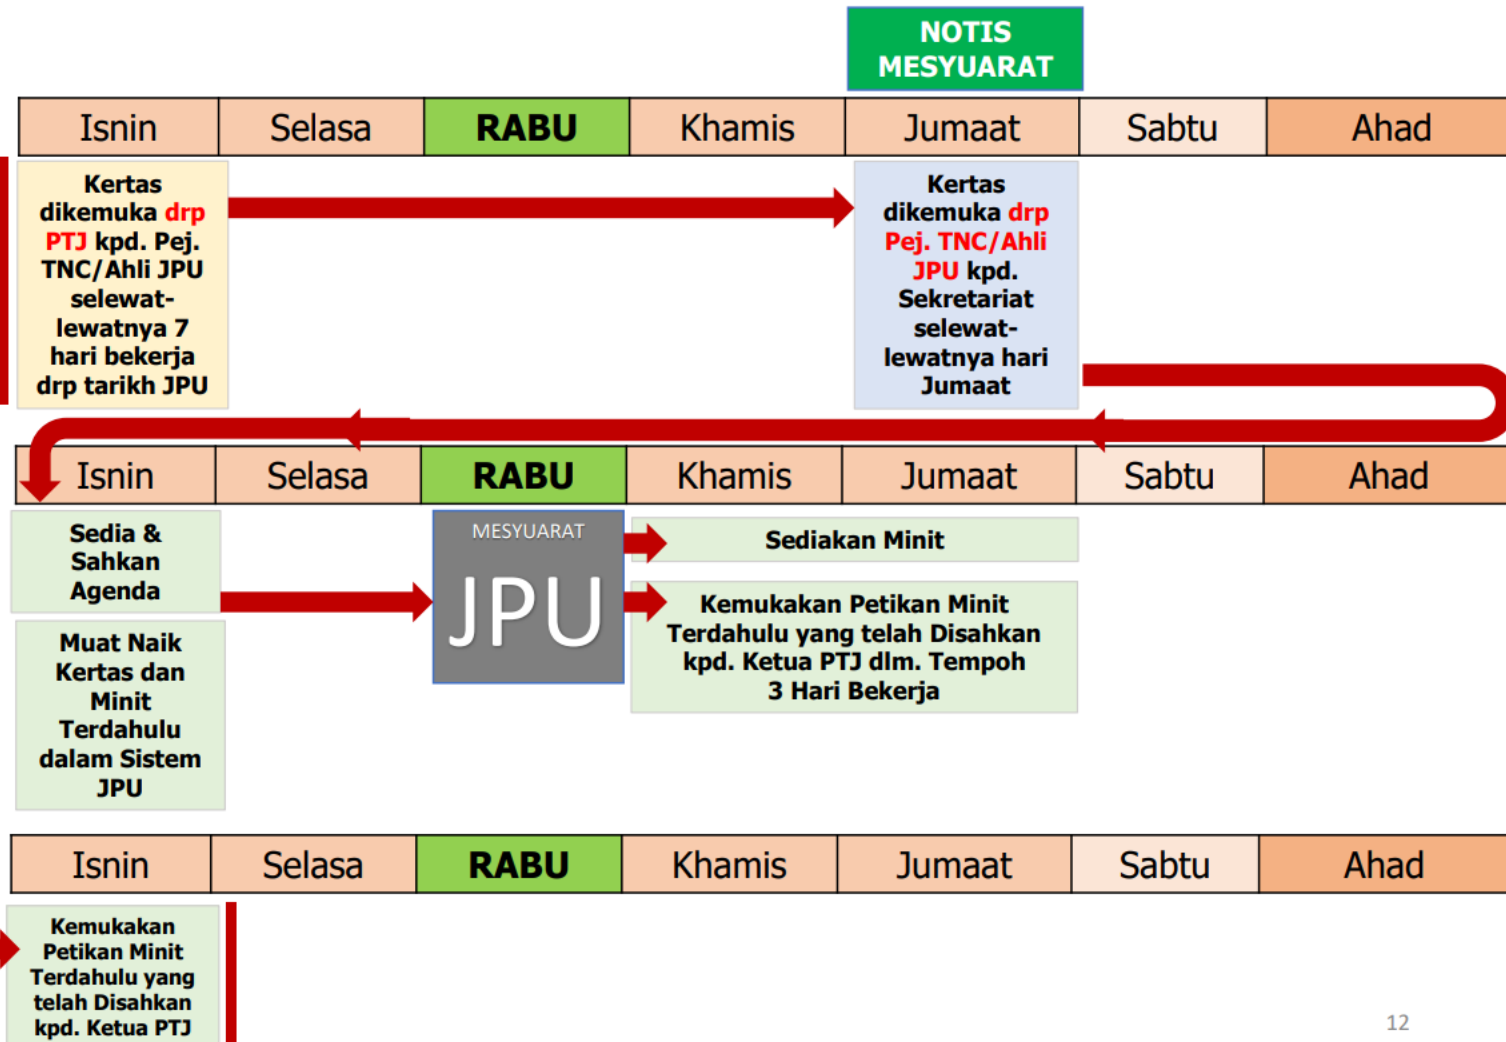 NOTIS
MESYUARAT
Isnin Selasa RABU Khamis Jumaat Sabtu Ahad
Kertas
dikemuka drp
PTJ kpd. Pej.
TNC/Ahli JPU
selewat-
lewatnya 7
hari bekerja
drp tarikh JPU
Kertas
dikemuka drp
Pej. TNC/Ahli
JPU kpd.
Sekretariat
selewat-
lewatnya hari
Jumaat
Isnin Selasa RABU Khamis Jumaat Sabtu Ahad
Sedia &
Sahkan
Agenda
Muat Naik
Kertas dan
Minit
Terdahulu
dalam Sistem
JPU
MESYUARAT
JPU
Sediakan Minit
Kemukakan Petikan Minit
Terdahulu yang telah Disahkan
kpd. Ketua PTJ dlm. Tempoh
3 Hari Bekerja
Isnin Selasa RABU Khamis Jumaat Sabtu Ahad
Kemukakan
Petikan Minit
Terdahulu yang
telah Disahkan
kpd. Ketua PTJ
12